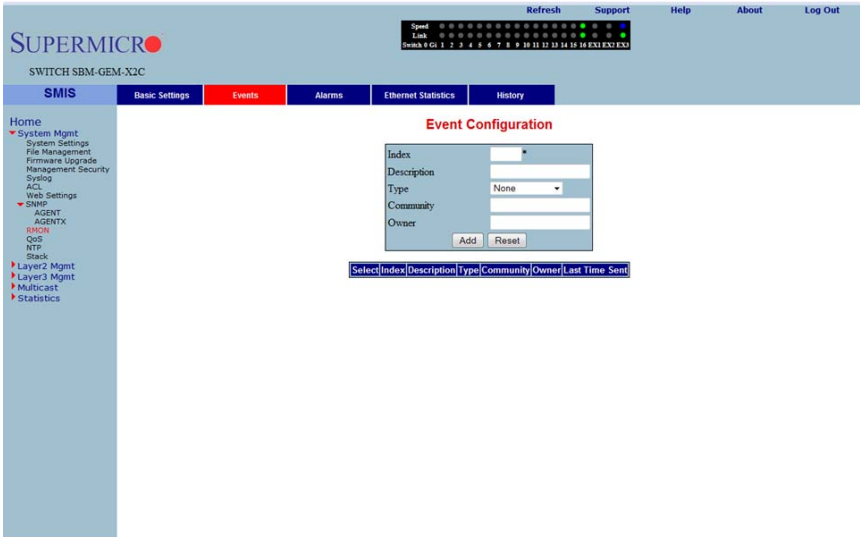 Refresh Support Help About Log Out
SUPERMICRO
SWITCH SBM-GEM-X2C
Speed
Link
Switch 0 Gi 1 2 3 4 5 6 7 8 9 10 11 12 13 14 15 16 EX1 EX2 EX3
SMIS
Basic Settings Events Alarms Ethernet Statistics History
Home
System Mgmt
System Settings
File Management
Firmware Upgrade
Management Security
Syslog
ACL
Web Settings
SNMP
AGENT
AGENTX
RMON
QoS
NTP
Stack
Layer2 Mgmt
Layer3 Mgmt
Multicast
Statistics
Event Configuration
Index *
Description
Type None
Community
Owner
Add Reset
Select Index Description Type Community Owner Last Time Sent